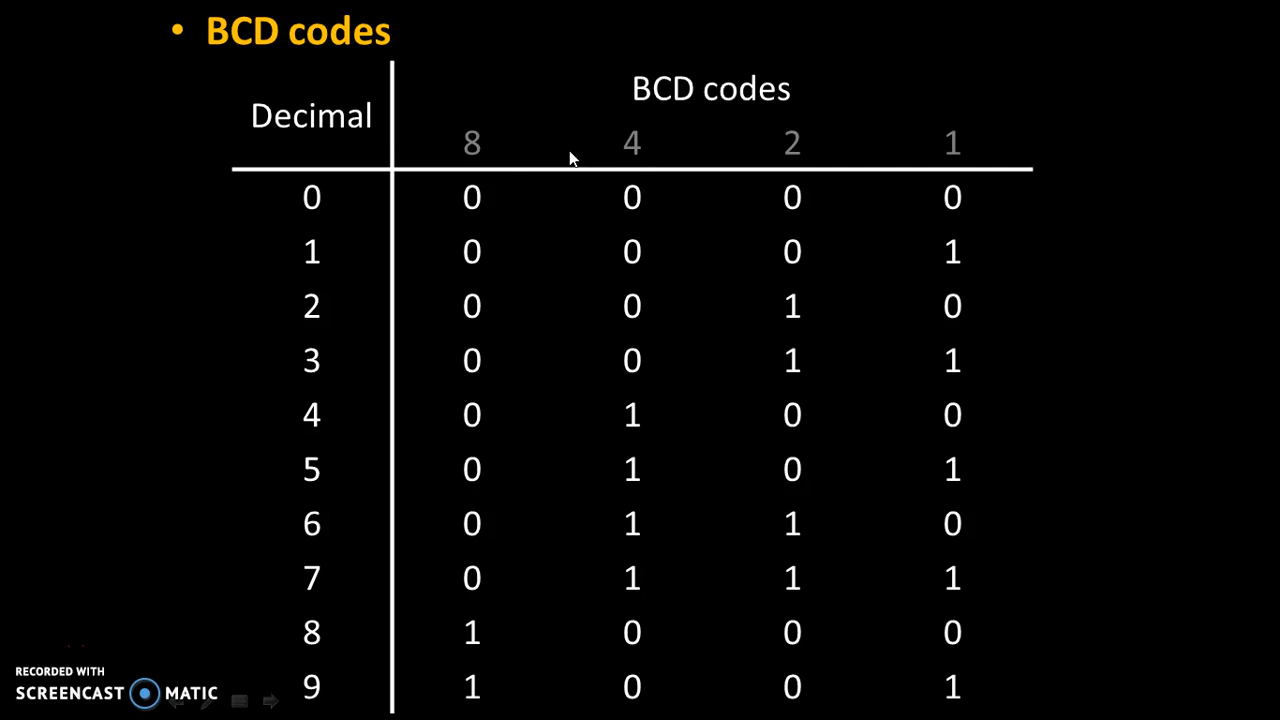 • BCD codes
BCD codes
Decimal
8 4 2 1
0 0 0 0 0
1 0 0 0 1
2 0 0 1 0
3 0 0 1 1
4 0 1 0 0
5 0 1 0 1
6 0 1 1 0
7 0 1 1 1
8 1 0 0 0
9 1 0 0 1
RECORDED WITH
SCREENCAST MATIC